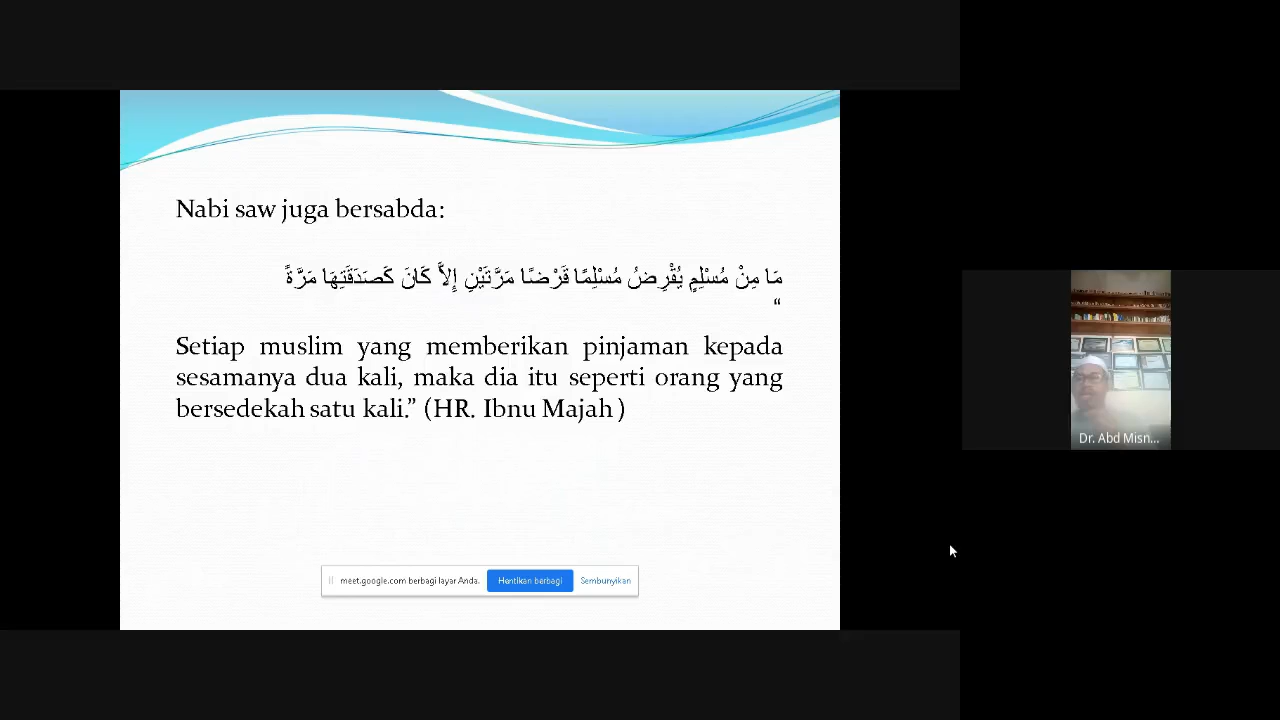 Nabi saw juga bersabda:
مَا مِنْ مُسْلِمٍ يُقْرِضُ مُسْلِمًا قَرْضًا مَرَّتَيْنِ إِلاَّ كَانَ كَصَدَقَتِهَا مَرَّةً
“
Setiap muslim yang memberikan pinjaman kepada
sesamanya dua kali, maka dia itu seperti orang yang
bersedekah satu kali.” (HR. Ibnu Majah )
meet.google.com berbagi layar Anda. Hentikan berbagi Sembunyikan
Dr. Abd Misn...